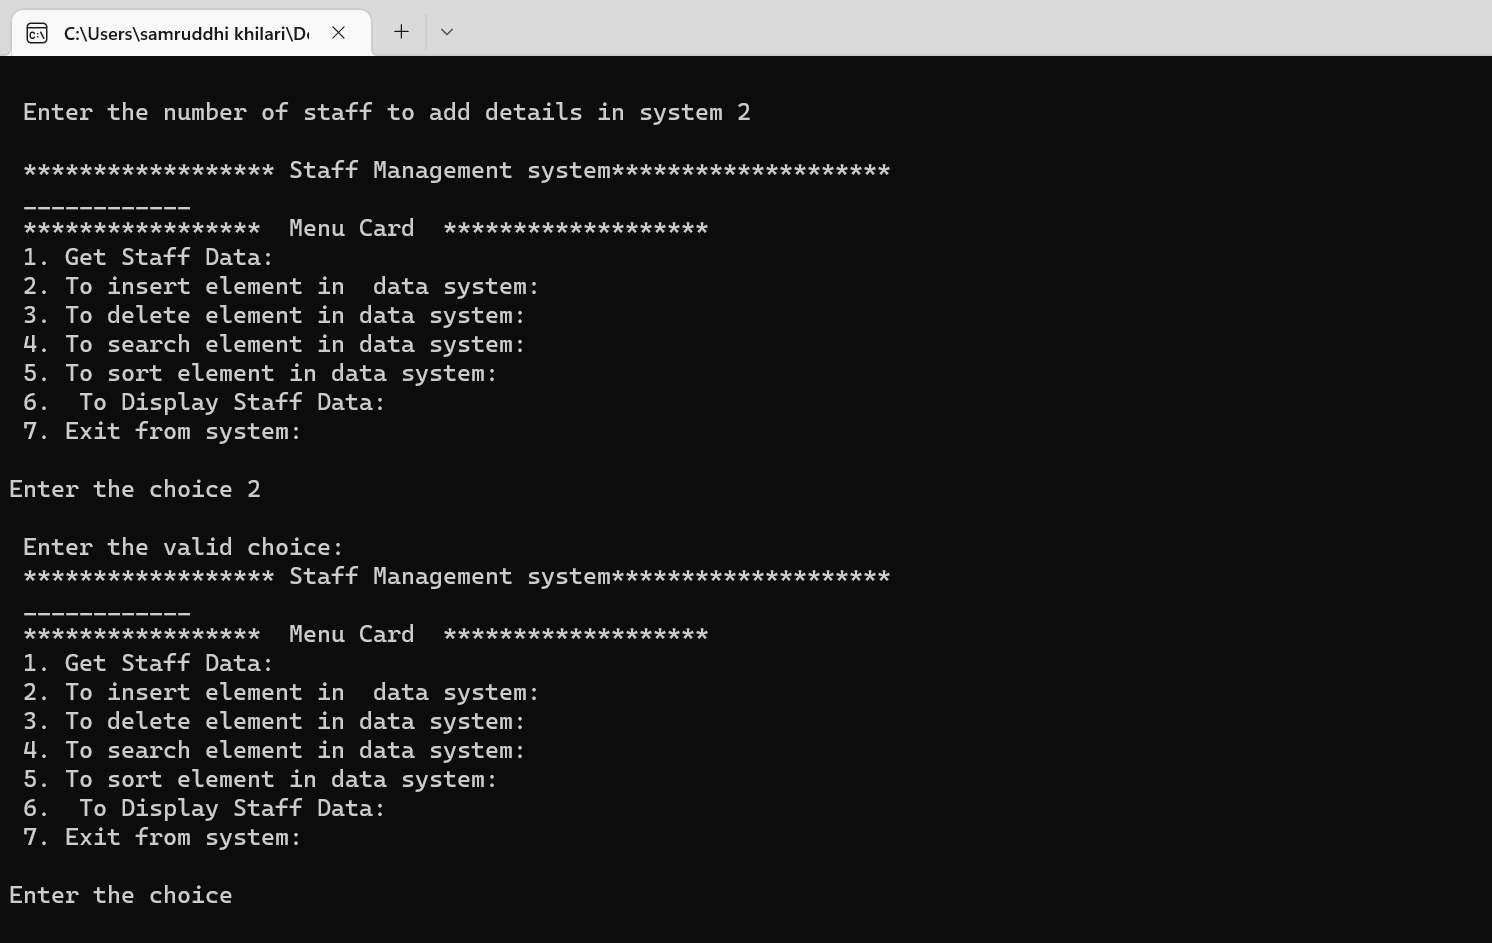 C:\Users\samruddhi khilari\De
Enter the number of staff to add details in system 2
****************** Staff Management system********************
____________
*****************  Menu Card  *******************
1. Get Staff Data:
2. To insert element in  data system:
3. To delete element in data system:
4. To search element in data system:
5. To sort element in data system:
6.  To Display Staff Data:
7. Exit from system:
Enter the choice 2
Enter the valid choice:
****************** Staff Management system********************
____________
*****************  Menu Card  *******************
1. Get Staff Data:
2. To insert element in  data system:
3. To delete element in data system:
4. To search element in data system:
5. To sort element in data system:
6.  To Display Staff Data:
7. Exit from system:
Enter the choice